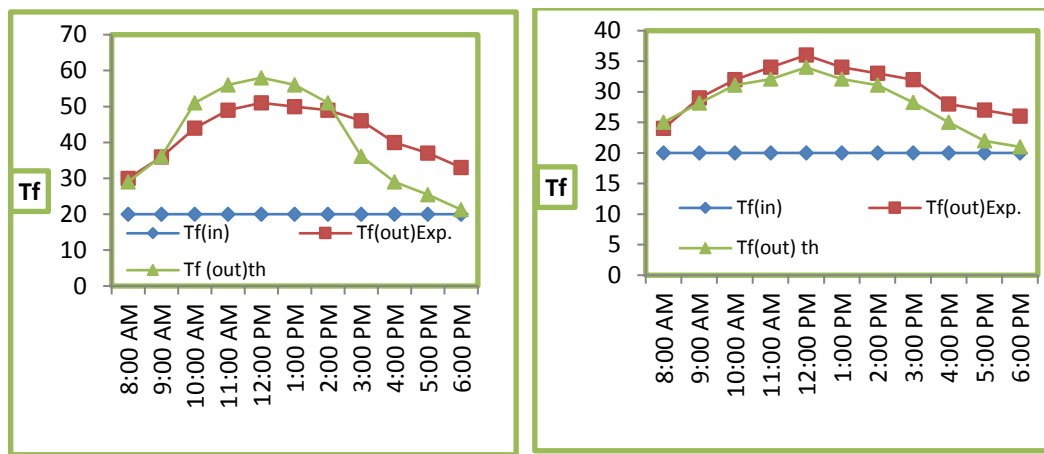 70
60
50
40
30
20
10
0
Tf
Tf(in)
Tf(out)Exp.
Tf (out)th
8:00 AM
9:00 AM
10:00 AM
11:00 AM
12:00 PM
1:00 PM
2:00 PM
3:00 PM
4:00 PM
5:00 PM
6:00 PM
40
35
30
25
20
15
10
5
0
Tf
Tf(in)
Tf(out)Exp.
Tf(out) th
8:00 AM
9:00 AM
10:00 AM
11:00 AM
12:00 PM
1:00 PM
2:00 PM
3:00 PM
4:00 PM
5:00 PM
6:00 PM